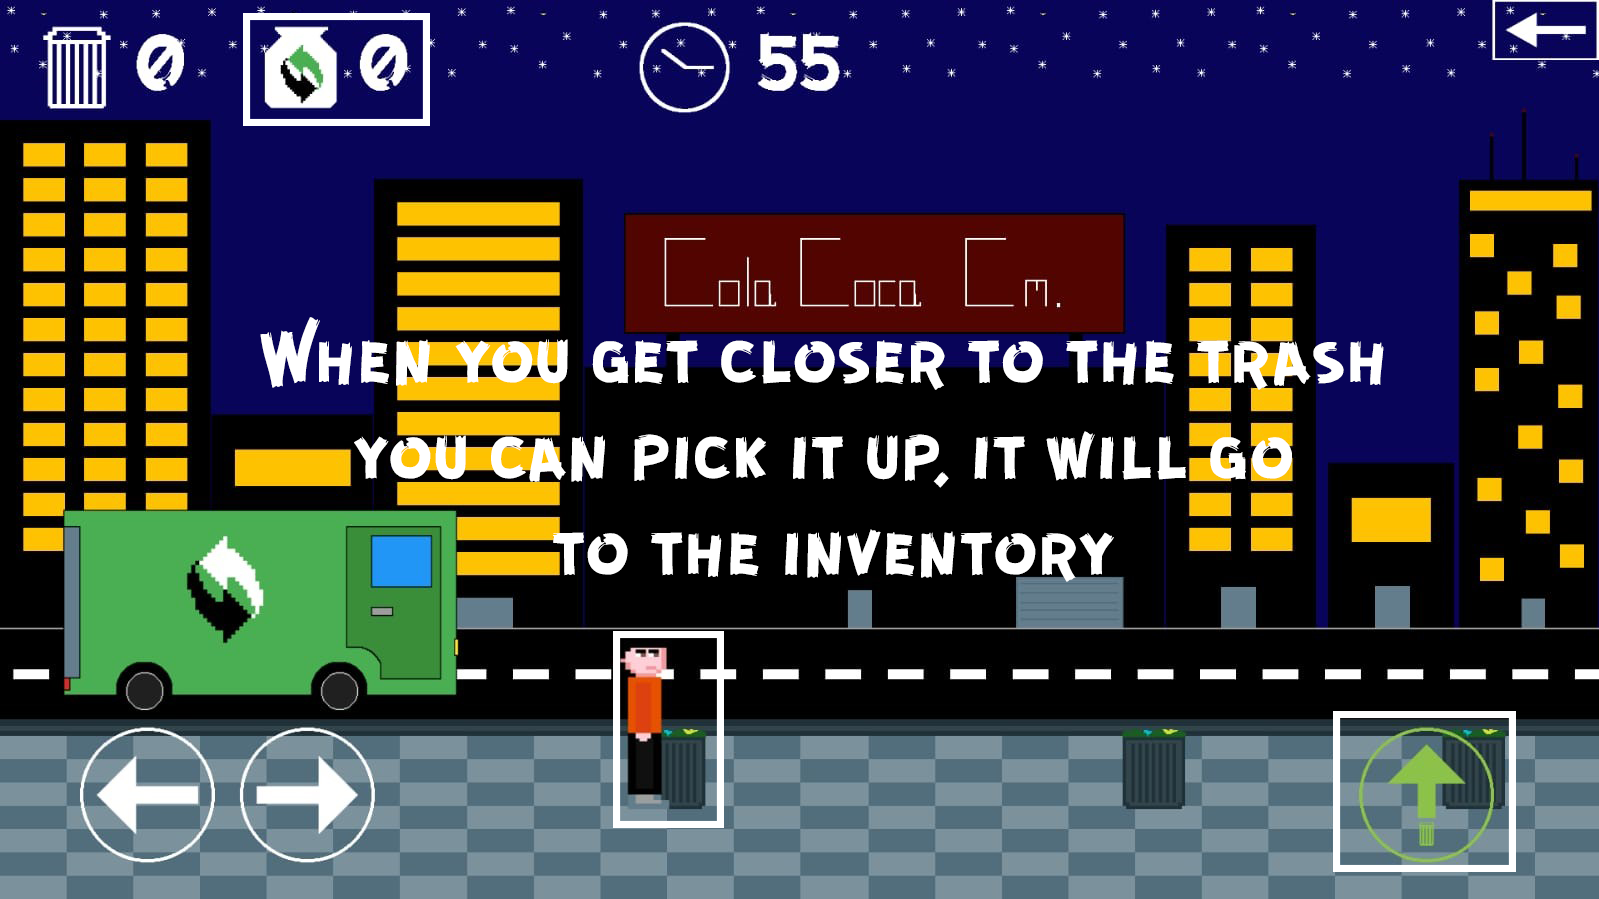 0 0 55
Cola Coca Cm.
When you get closer to the trash
you can pick it up. it will go
to the inventory